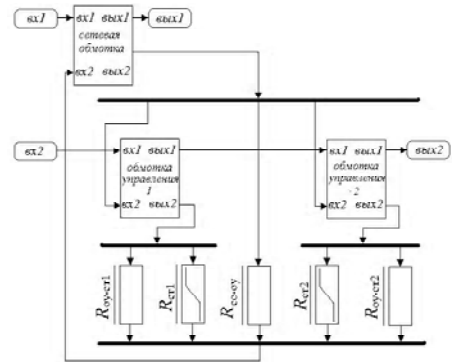 вх1
вх1 вых1
вых1
сетевая
обмотка
вх2 вых2
вх2
вх1 вых1
обмотка
управления
1
вх2 вых2
вх1 вых1
обмотка
управления
-2
вх2 вых2
вых2
Rоу-ст1
Rст1
Rсо-оу
Rст2
Rоу-ст2